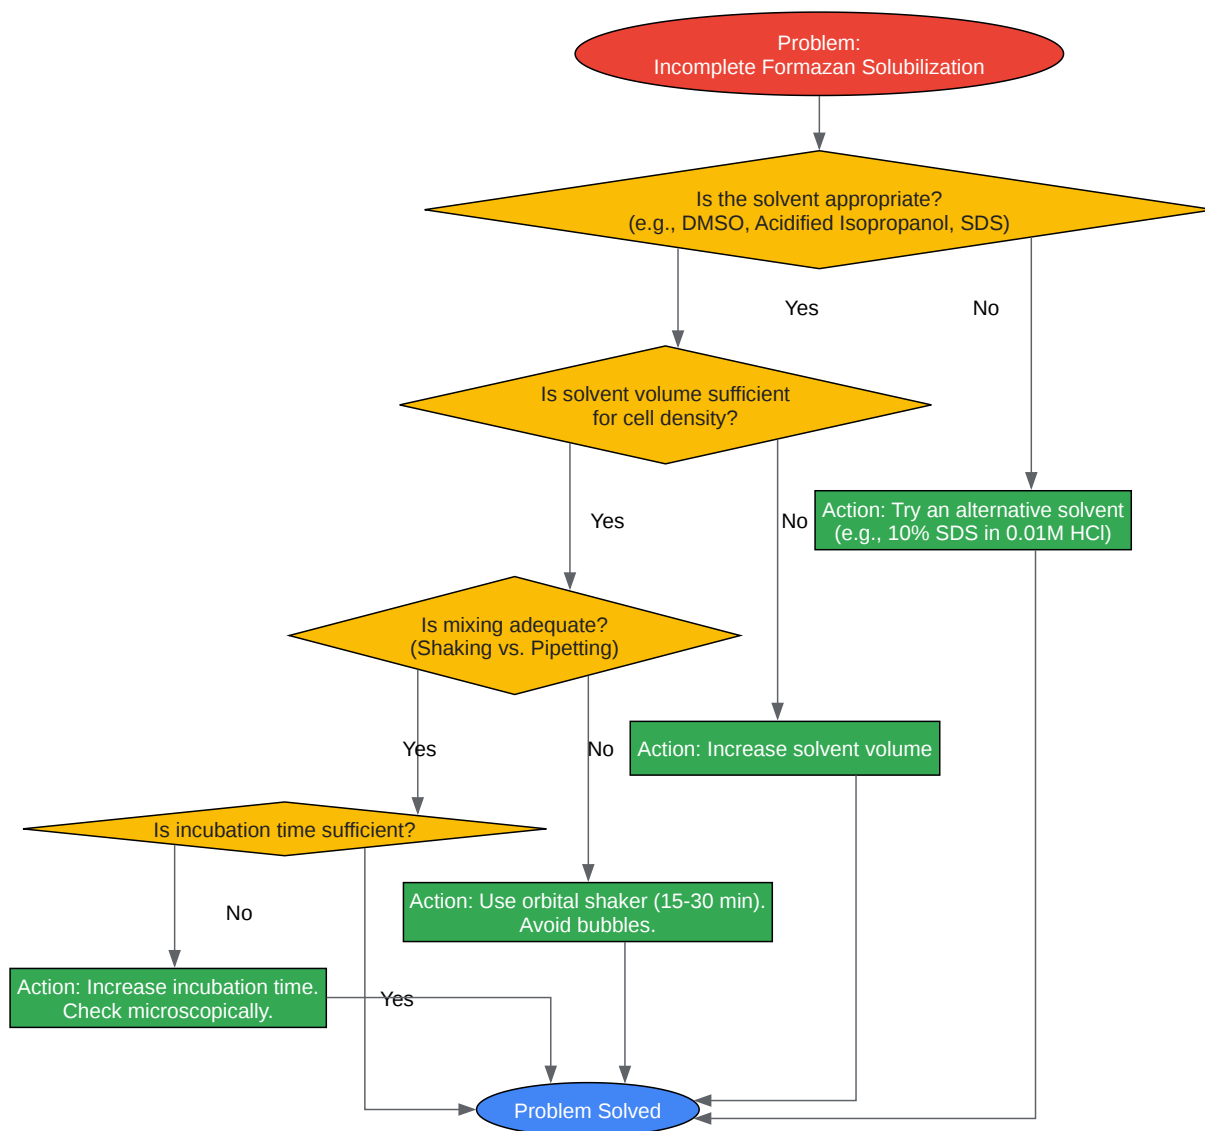 Problem:
Incomplete Formazan Solubilization
Is the solvent appropriate?
(e.g., DMSO, Acidified Isopropanol, SDS)
Yes
No
Is solvent volume sufficient
for cell density?
Yes
No
Action: Try an alternative solvent
(e.g., 10% SDS in 0.01M HCl)
Is mixing adequate?
(Shaking vs. Pipetting)
Yes
No
Action: Increase solvent volume
Is incubation time sufficient?
No
Action: Use orbital shaker (15-30 min).
Avoid bubbles.
Action: Increase incubation time.
Check microscopically.
Yes
Problem Solved